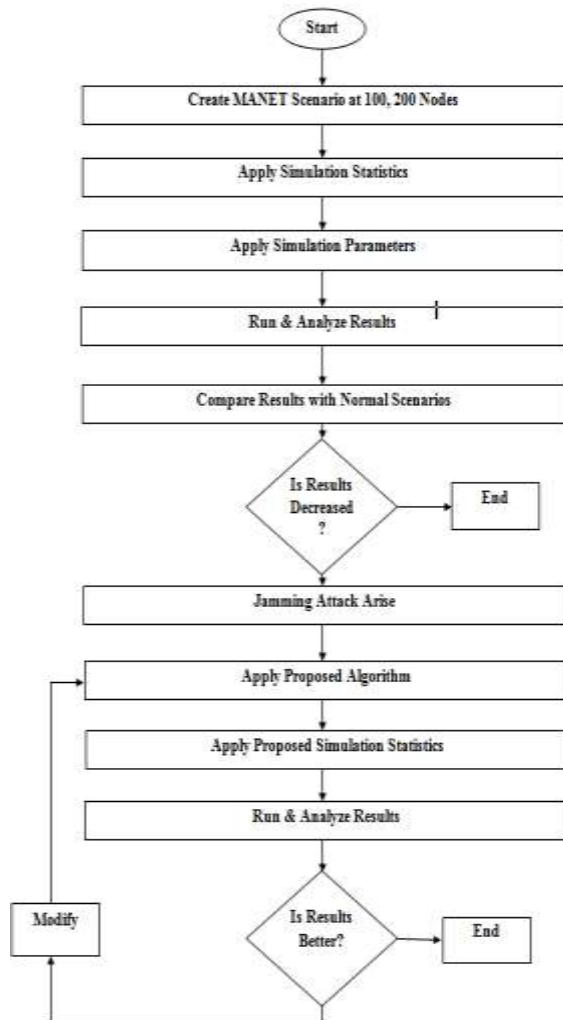 Start
Create MANET Scenario at 100, 200 Nodes
Apply Simulation Statistics
Apply Simulation Parameters
Run & Analyze Results
Compare Results with Normal Scenarios
Is Results
Decreased
?
End
Jamming Attack Arise
Apply Proposed Algorithm
Apply Proposed Simulation Statistics
Run & Analyze Results
Modify
Is Results
Better?
End